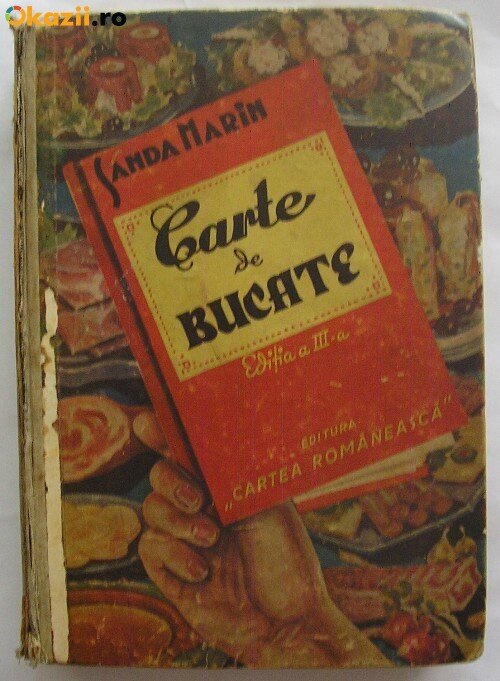 Okazii.ro
SANDA MARIN
Carte
de
BUCATE
Ediția a III-a
EDITURA
„CARTEA ROMÂNEASCĂ"